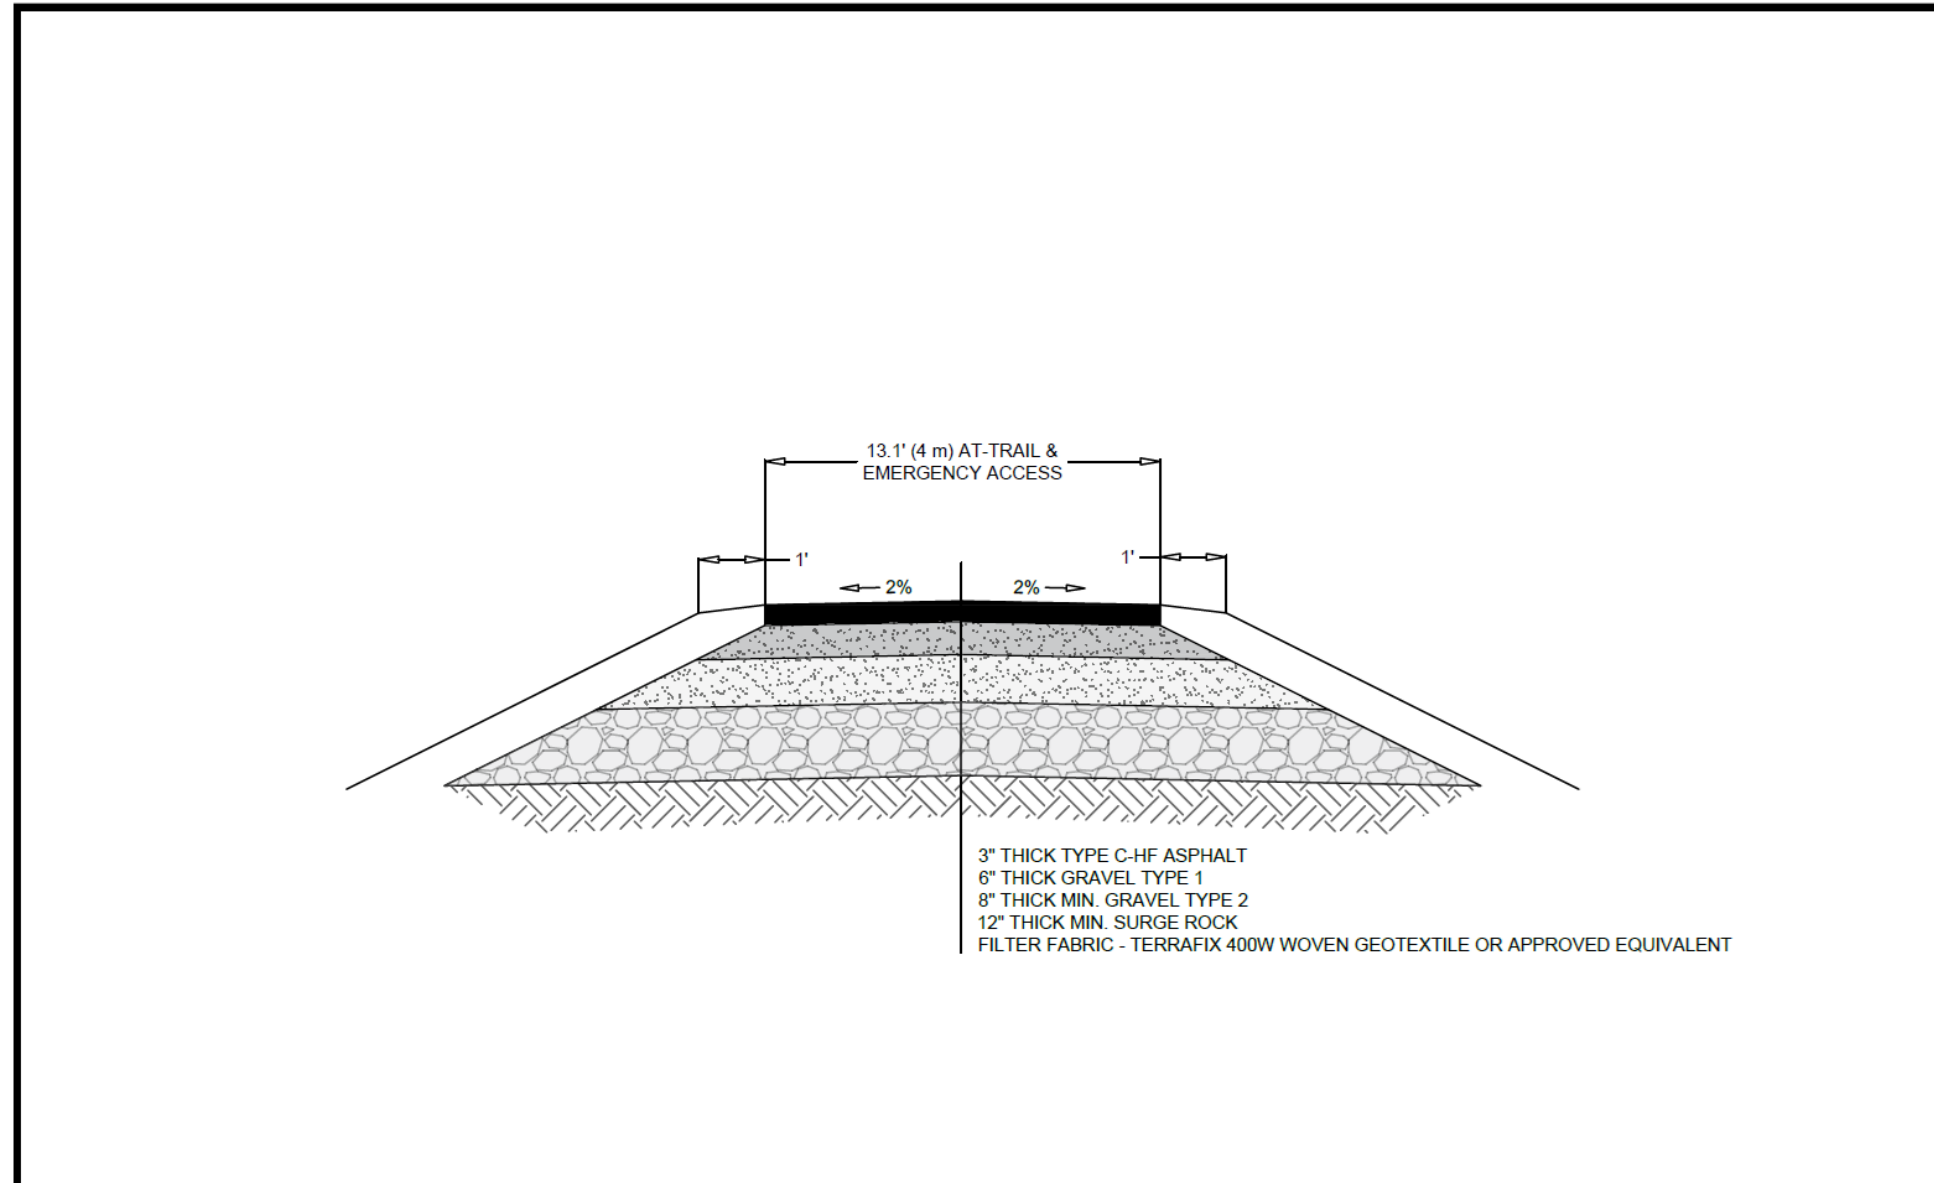 13.1' (4 m) AT-TRAIL &
EMERGENCY ACCESS
1'
1'
2%
2%
3" THICK TYPE C-HF ASPHALT
6" THICK GRAVEL TYPE 1
8" THICK MIN. GRAVEL TYPE 2
12" THICK MIN. SURGE ROCK
FILTER FABRIC - TERRAFIX 400W WOVEN GEOTEXTILE OR APPROVED EQUIVALENT